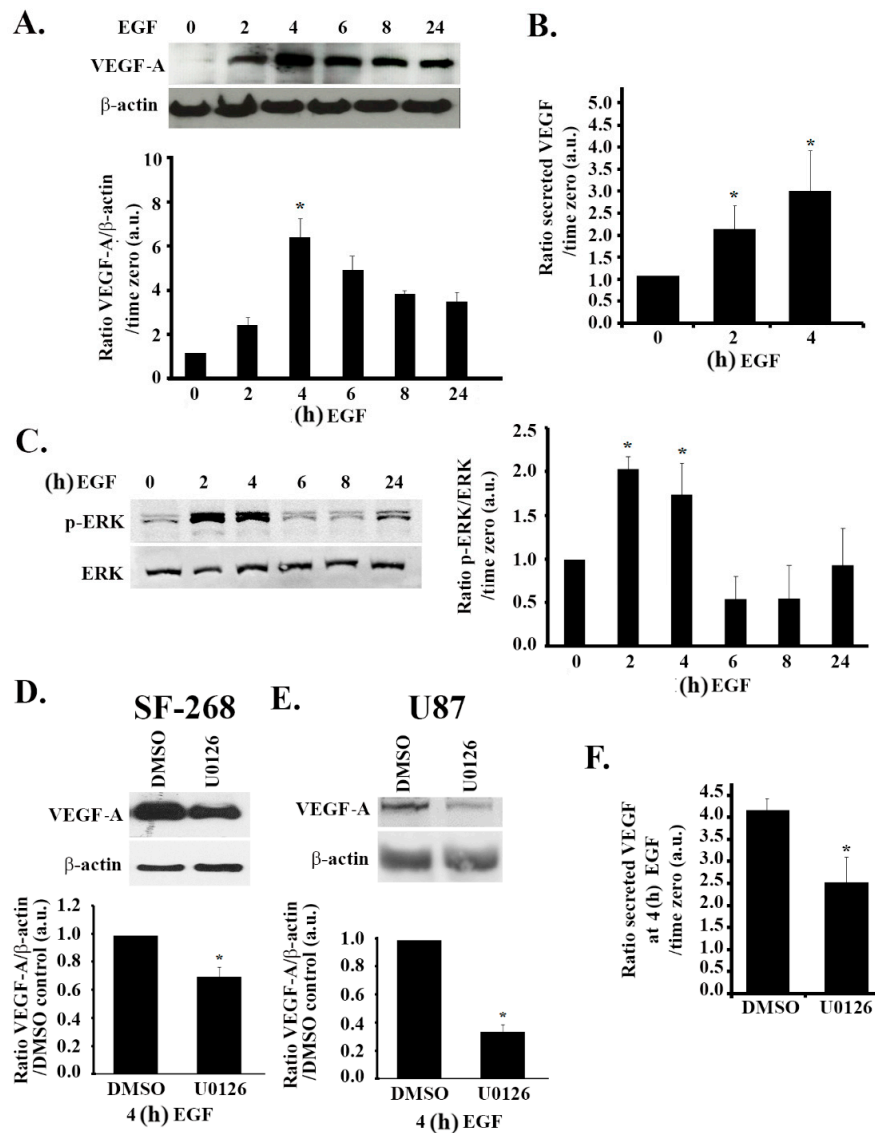 A.
EGF 0 2 4 6 8 24
VEGF-A
β-actin
Ratio VEGF-A/β-actin
/time zero (a.u.)
10
8
6
4
2
0
0 2 4 6 8 24
(h) EGF
B.
Ratio secreted VEGF
/time zero (a.u.)
5.0
4.5
4.0
3.5
3.0
2.5
2.0
1.5
1.0
0.5
0.0
* *
0 2 4
(h) EGF
*
C.
(h) EGF 0 2 4 6 8 24
p-ERK
ERK
Ratio p-ERK/ERK
/time zero (a.u.)
2.5
2.0
1.5
1.0
0.5
0.0
* *
0 2 4 6 8 24
(h) EGF
D.
SF-268
DMSO U0126
VEGF-A
β-actin
Ratio VEGF-A/β-actin
/DMSO control (a.u.)
1.2
1.0
0.8
0.6
0.4
0.2
0.0
*
DMSO U0126
4 (h) EGF
E.
U87
DMSO U0126
VEGF-A
β-actin
Ratio VEGF-A/β-actin
/DMSO control (a.u.)
1.0
0.8
0.6
0.4
0.2
0.0
*
DMSO U0126
4 (h) EGF
F.
Ratio secreted VEGF
at 4 (h) EGF
/time zero (a.u.)
4.5
4.0
3.5
3.0
2.5
2.0
1.5
1.0
0.5
0.0
*
DMSO U0126